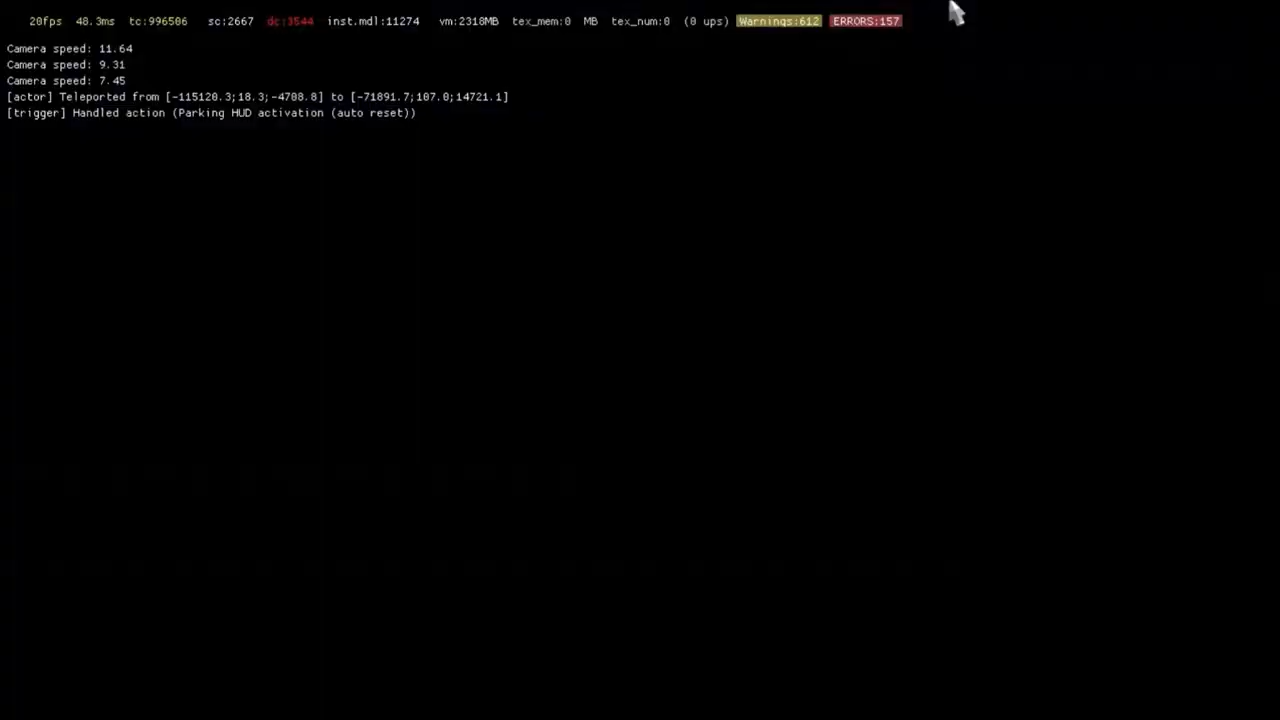 20fps 48.3ms tc:996506 sc:2667 dc:3544 inst.mdl:11274 vm:2318MB tex_mem:0 MB tex_num:0 (0 ups) Warnings:612 ERRORS:157
Camera speed: 11.64
Camera speed: 9.31
Camera speed: 7.45
[actor] Teleported from [-115120.3;18.3;-4708.8] to [-71891.7;107.0;14721.1]
[trigger] Handled action (Parking HUD activation (auto reset))